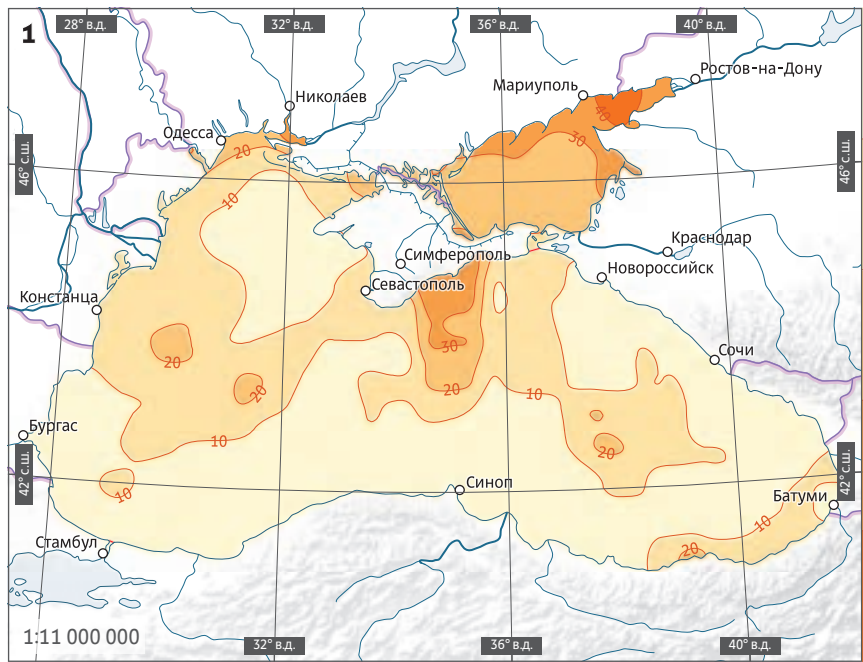 1
28° в.д.
32° в.д.
36° в.д.
40° в.д.
Ростов-на-Дону
Мариуполь
Николаев
40
Одесса
20
30
46° с.ш.
46° с.ш.
10
Краснодар
Симферополь
Новороссийск
Севастополь
Констанца
30
Сочи
20
20
20
10
Бургас
10
20
42° с.ш.
42° с.ш.
Синоп
10
Батуми
10
Стамбул
20
1:11 000 000
32° в.д.
36° в.д.
40° в.д.